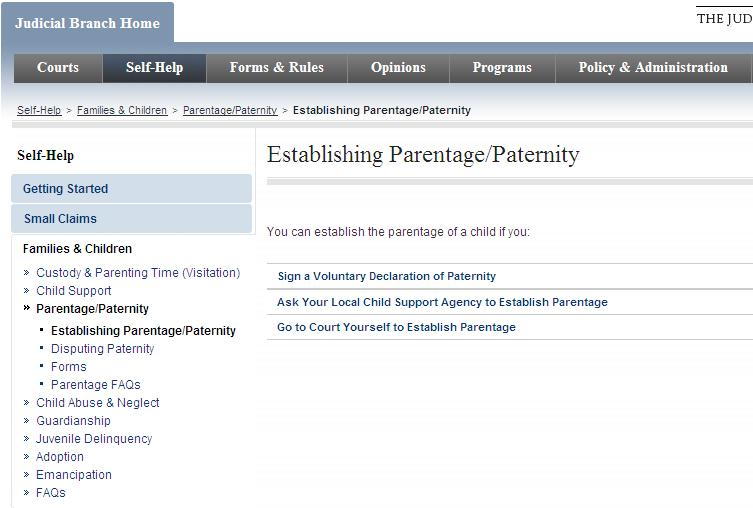 Judicial Branch Home
THE JUD
Courts Self-Help Forms & Rules Opinions Programs Policy & Administration
Self-Help > Families & Children > Parentage/Paternity > Establishing Parentage/Paternity
Self-Help
Getting Started
Small Claims
Families & Children
» Custody & Parenting Time (Visitation)
» Child Support
» Parentage/Paternity
• Establishing Parentage/Paternity
• Disputing Paternity
• Forms
• Parentage FAQs
» Child Abuse & Neglect
» Guardianship
» Juvenile Delinquency
» Adoption
» Emancipation
» FAQs
Establishing Parentage/Paternity
You can establish the parentage of a child if you:
Sign a Voluntary Declaration of Paternity
Ask Your Local Child Support Agency to Establish Parentage
Go to Court Yourself to Establish Parentage